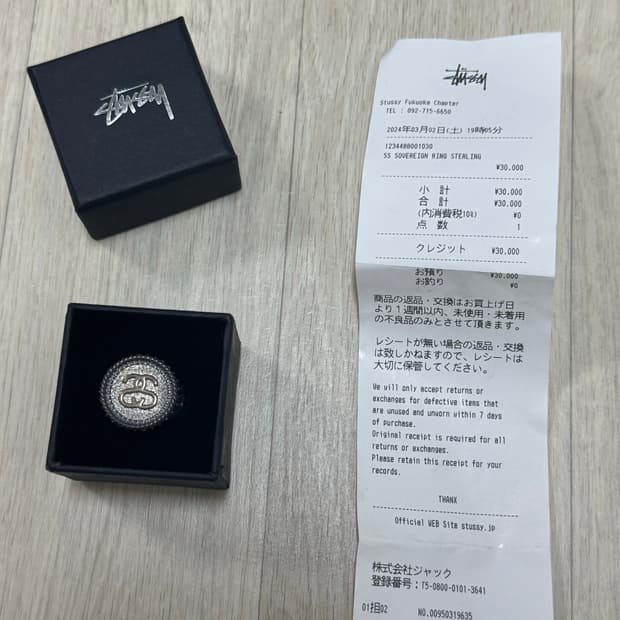 STUSSY
STUSSY
Stussy Fukuoka Chapter
TEL : 092-715-6650
2024年03月02日(土) 19時05分
1234488001030
SS SOVEREIGN RING STERLING
¥30,000
小 計 ¥30,000
合 計 ¥30,000
(内消費税10%) ¥0
点 数 1
クレジット ¥30,000
お預り ¥30,000
お釣り ¥0
商品の返品・交換はお買上げ日
より1週間以内、未使用・未着用
の不良品のみとさせて頂きます。
レシートが無い場合の返品・交換
は致しかねますので、レシートは
大切に保管してください。
We will only accept returns or
exchanges for defective items that
are unused and unworn within 7 days
of purchase.
Original receipt is required for all
returns or exchanges.
Please retain this receipt for your
records.
THANX
Official WEB Site stussy.jp
株式会社ジャック
登録番号：T5-0800-0101-3641
01担02 NO.00950319635
SS